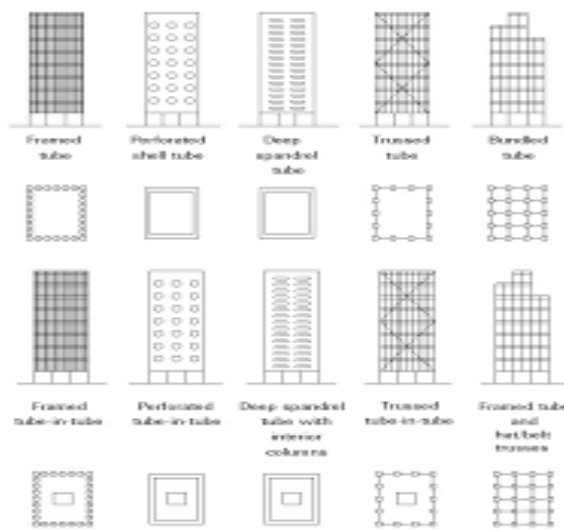 Framed
tube
Perforated
shell tube
Deep
spandrel
tube
Trussed
tube
Bundled
tube
Framed
tube-in-tube
Perforated
tube-in-tube
Deep spandrel
tube with
interior
columns
Trussed
tube-in-tube
Framed tube
and
hat/belt
trusses